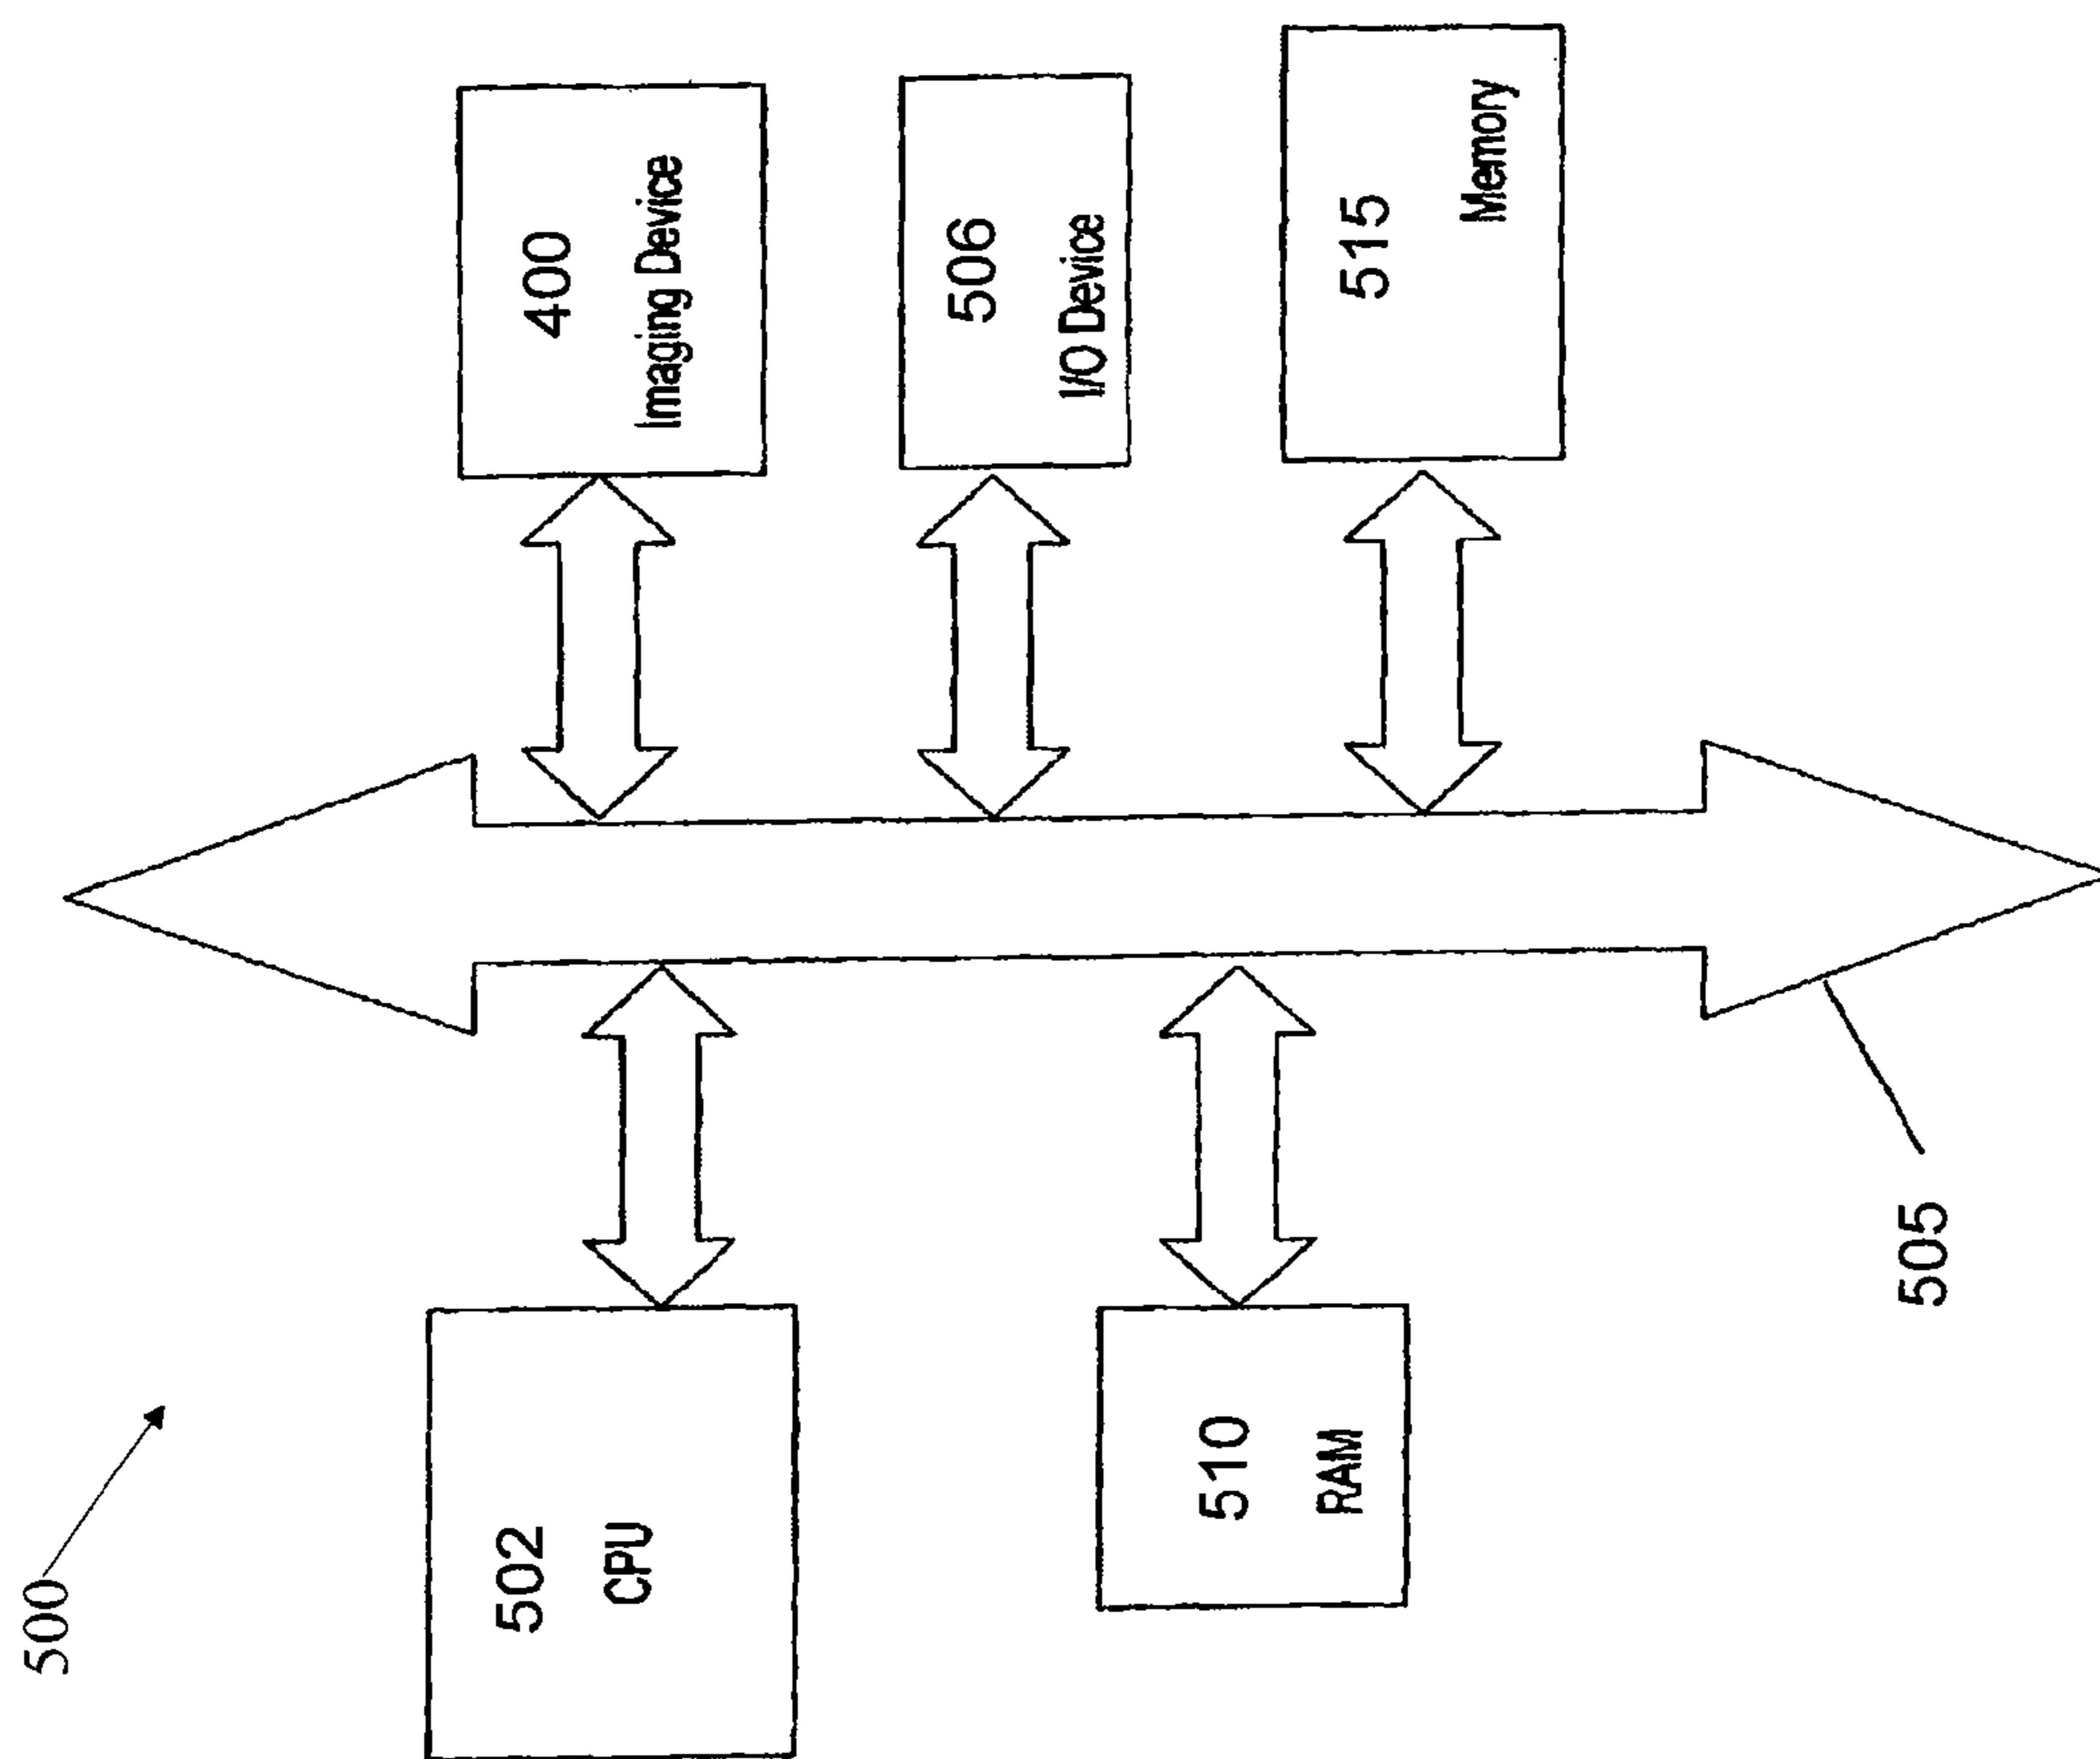 500
502
CPU
510
RAM
505
400
Imaging Device
506
I/O Device
515
Memory